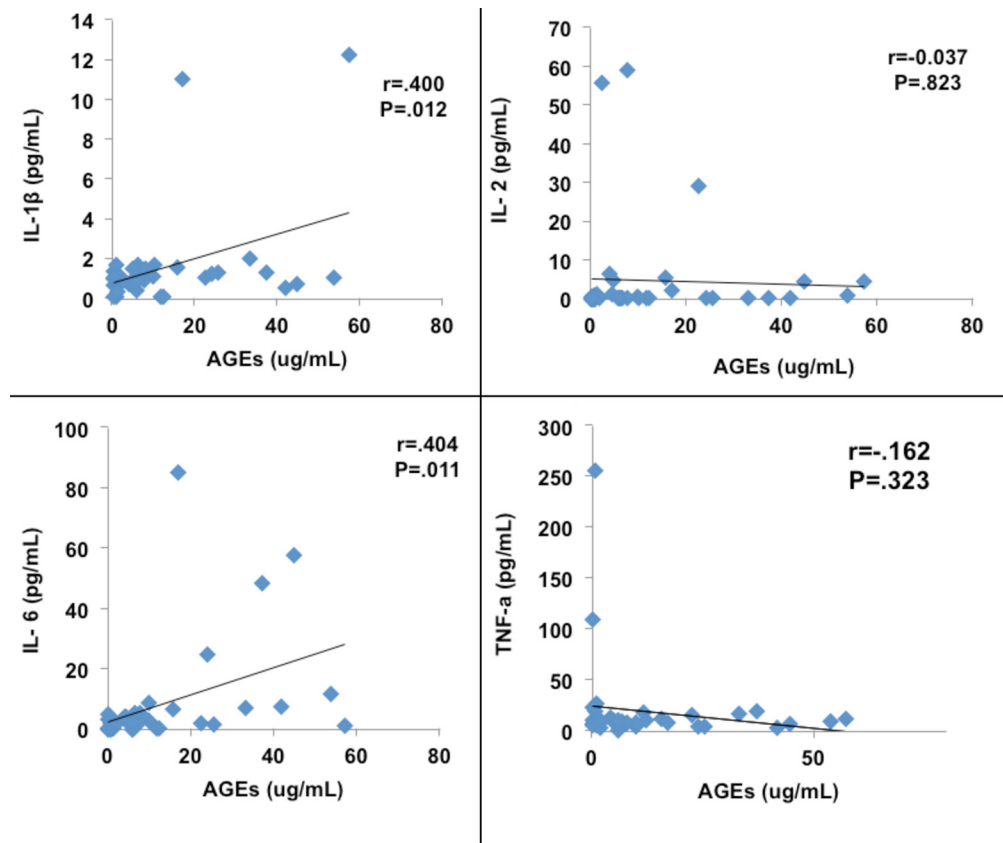 14
12
10
8
6
4
2
0
IL-1β (pg/mL)
r=.400
P=.012
0 20 40 60 80
AGEs (ug/mL)
70
60
50
40
30
20
10
0
IL- 2 (pg/mL)
r=-0.037
P=.823
0 20 40 60 80
AGEs (ug/mL)
100
80
60
40
20
0
IL- 6 (pg/mL)
r=.404
P=.011
0 20 40 60 80
AGEs (ug/mL)
300
250
200
150
100
50
0
TNF-a (pg/mL)
r=-.162
P=.323
0 50
AGEs (ug/mL)